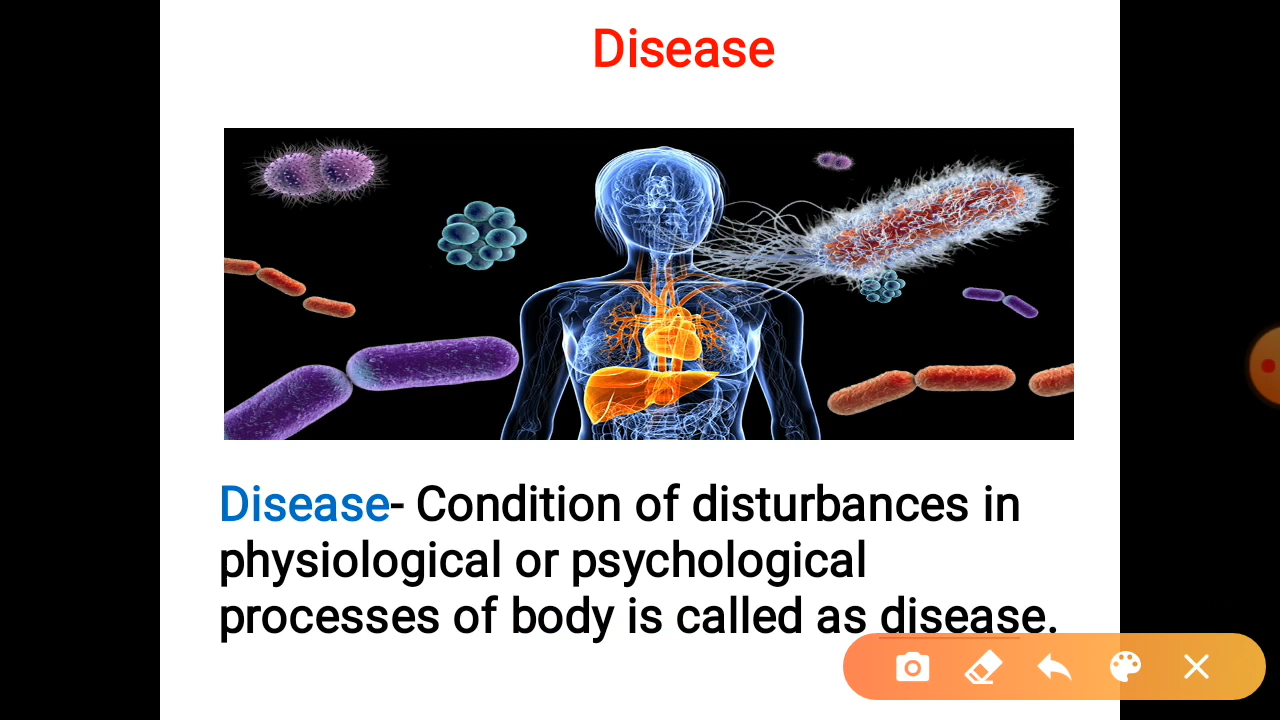 Disease
Disease- Condition of disturbances in
physiological or psychological
processes of body is called as disease.